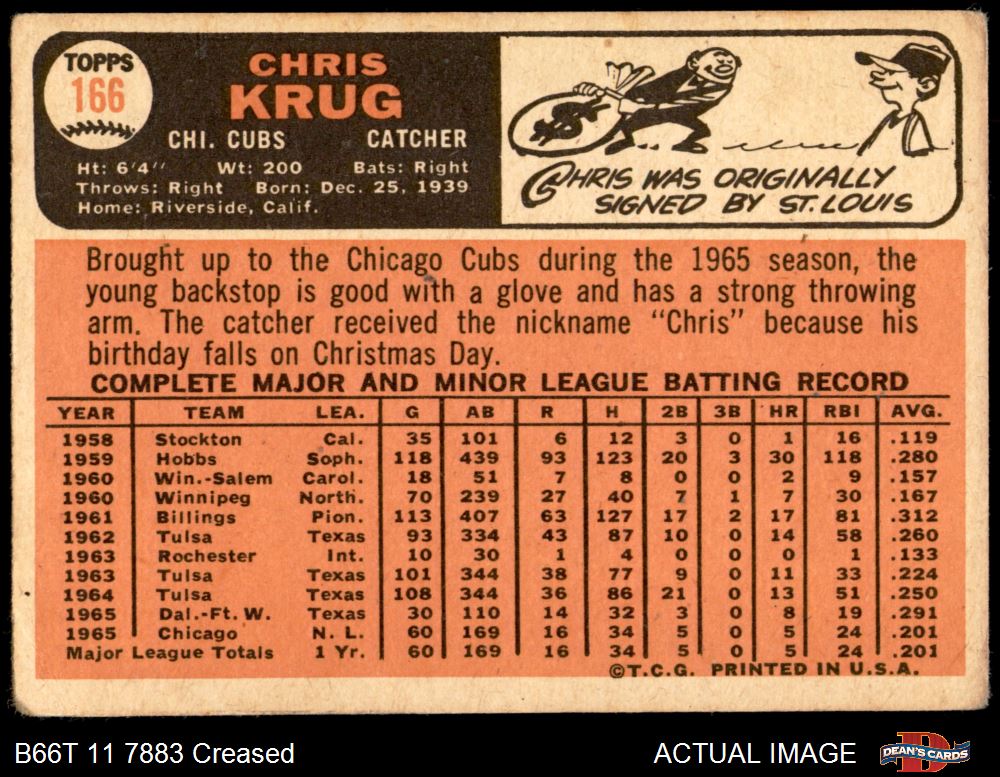 TOPPS
166
CHRIS
KRUG
CHI. CUBS CATCHER
Ht: 6'4" Wt: 200 Bats: Right
Throws: Right Born: Dec. 25, 1939
Home: Riverside, Calif.
$
CHRIS WAS ORIGINALLY
SIGNED BY ST. LOUIS
Brought up to the Chicago Cubs during the 1965 season, the
young backstop is good with a glove and has a strong throwing
arm. The catcher received the nickname "Chris" because his
birthday falls on Christmas Day.
COMPLETE MAJOR AND MINOR LEAGUE BATTING RECORD
YEAR TEAM LEA. G AB R H 2B 3B HR RBI AVG.
1958 Stockton Cal. 35 101 6 12 3 0 1 16 .119
1959 Hobbs Soph. 118 439 93 123 20 3 30 118 .280
1960 Win.-Salem Carol. 18 51 7 8 0 0 2 9 .157
1960 Winnipeg North. 70 239 27 40 7 1 7 30 .167
1961 Billings Pion. 113 407 63 127 17 2 17 81 .312
1962 Tulsa Texas 93 334 43 87 10 0 14 58 .260
1963 Rochester Int. 10 30 1 4 0 0 0 1 .133
1963 Tulsa Texas 101 344 38 77 9 0 11 33 .224
1964 Tulsa Texas 108 344 36 86 21 0 13 51 .250
1965 Dal.-Ft. W. Texas 30 110 14 32 3 0 8 19 .291
1965 Chicago N. L. 60 169 16 34 5 0 5 24 .201
Major League Totals 1 Yr. 60 169 16 34 5 0 5 24 .201
©T.C.G. PRINTED IN U.S.A.
B66T 11 7883 Creased ACTUAL IMAGE
DEAN'S CARDS